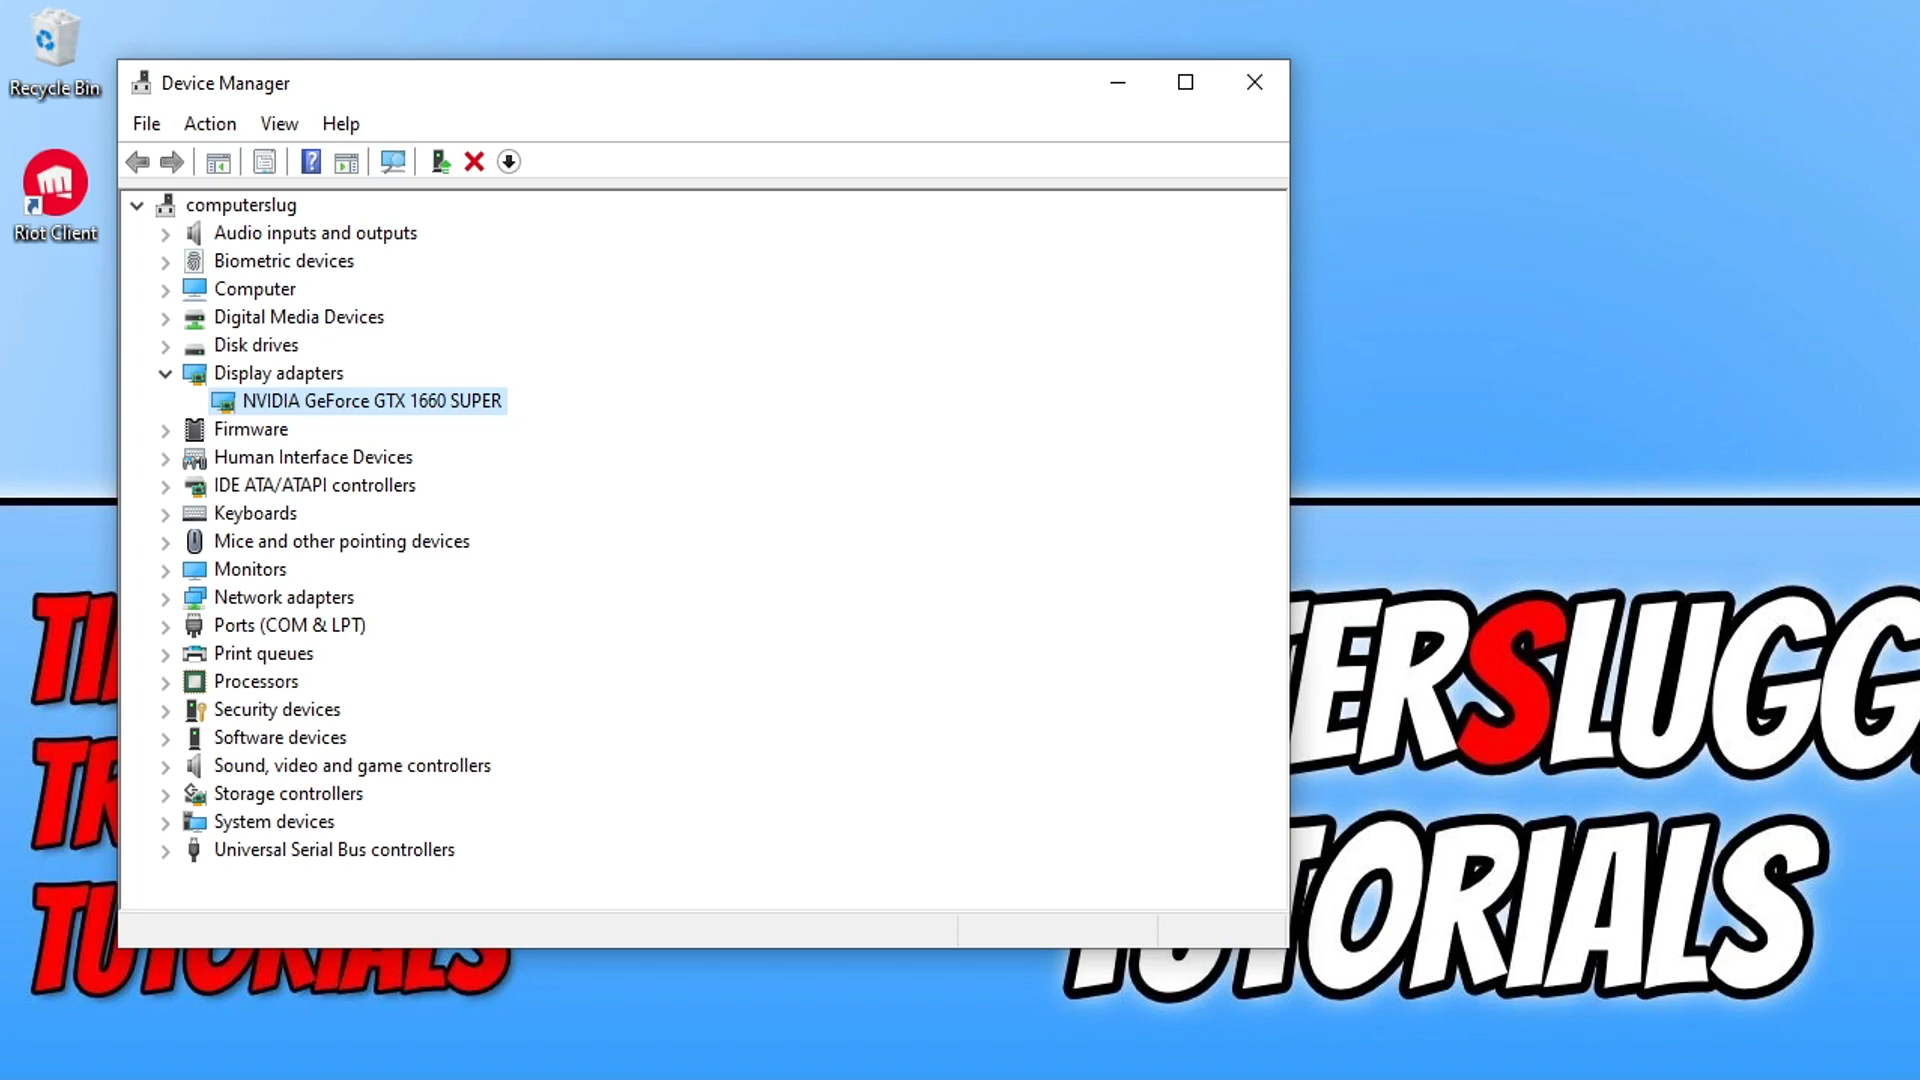 Recycle Bin
Riot Client
Device Manager
File Action View Help
computerslug
Audio inputs and outputs
Biometric devices
Computer
Digital Media Devices
Disk drives
Display adapters
NVIDIA GeForce GTX 1660 SUPER
Firmware
Human Interface Devices
IDE ATA/ATAPI controllers
Keyboards
Mice and other pointing devices
Monitors
Network adapters
Ports (COM & LPT)
Print queues
Processors
Security devices
Software devices
Sound, video and game controllers
Storage controllers
System devices
Universal Serial Bus controllers
TUTORIALS
TERSLUGG
TUTORIALS